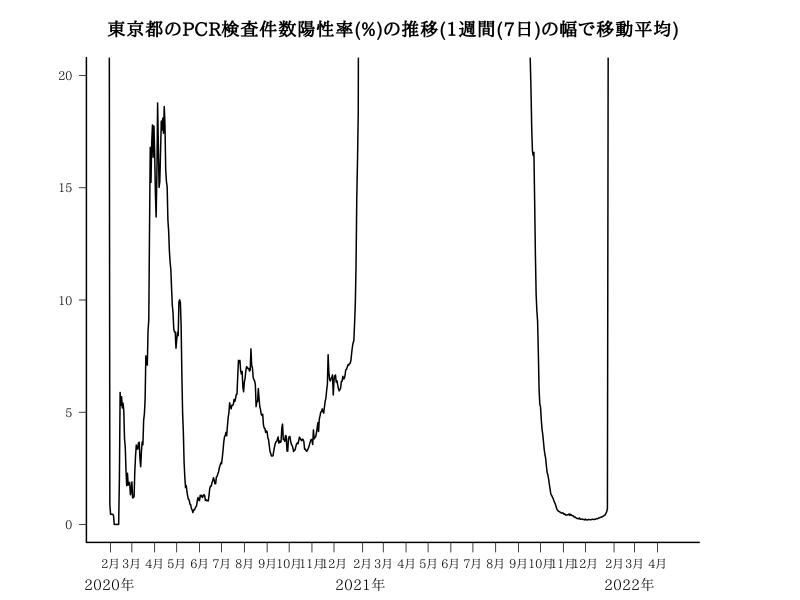 東京都のPCR検査件数陽性率(%)の推移(1週間(7日)の幅で移動平均)
20
15
10
5
0
2月 3月 4月 5月 6月 7月 8月 9月 10月 11月 12月 2月 3月 4月 5月 6月 7月 8月 9月 10月 11月 12月 2月 3月 4月
2020年 2021年 2022年